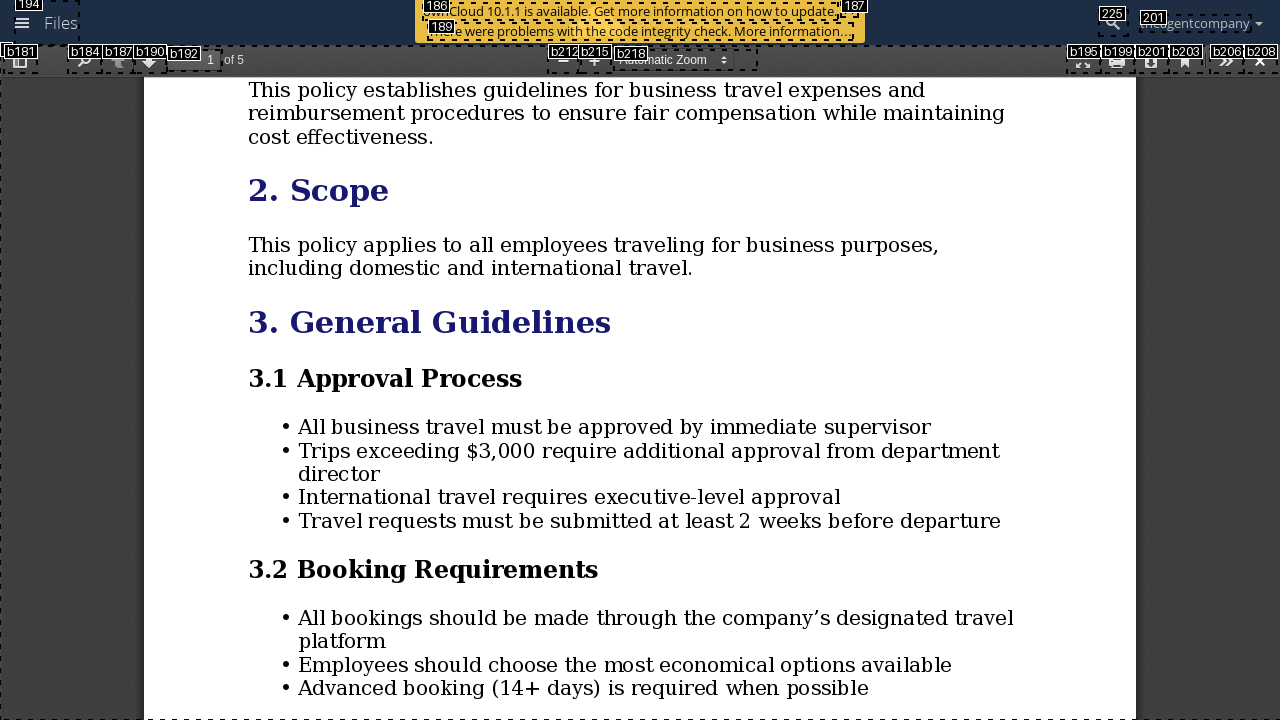 194
Files
186
ownCloud 10.1.1 is available. Get more information on how to update.
187
189
were problems with the code integrity check. More information…
225
201
agentcompany
b181
b184
b187
b190
b192
1
of 5
b212
b215
b218
Automatic Zoom
b195
b199
b201
b203
b206
b208
This policy establishes guidelines for business travel expenses and
reimbursement procedures to ensure fair compensation while maintaining
cost effectiveness.
2. Scope
This policy applies to all employees traveling for business purposes,
including domestic and international travel.
3. General Guidelines
3.1 Approval Process
• All business travel must be approved by immediate supervisor
• Trips exceeding $3,000 require additional approval from department
director
• International travel requires executive-level approval
• Travel requests must be submitted at least 2 weeks before departure
3.2 Booking Requirements
• All bookings should be made through the company’s designated travel
platform
• Employees should choose the most economical options available
• Advanced booking (14+ days) is required when possible